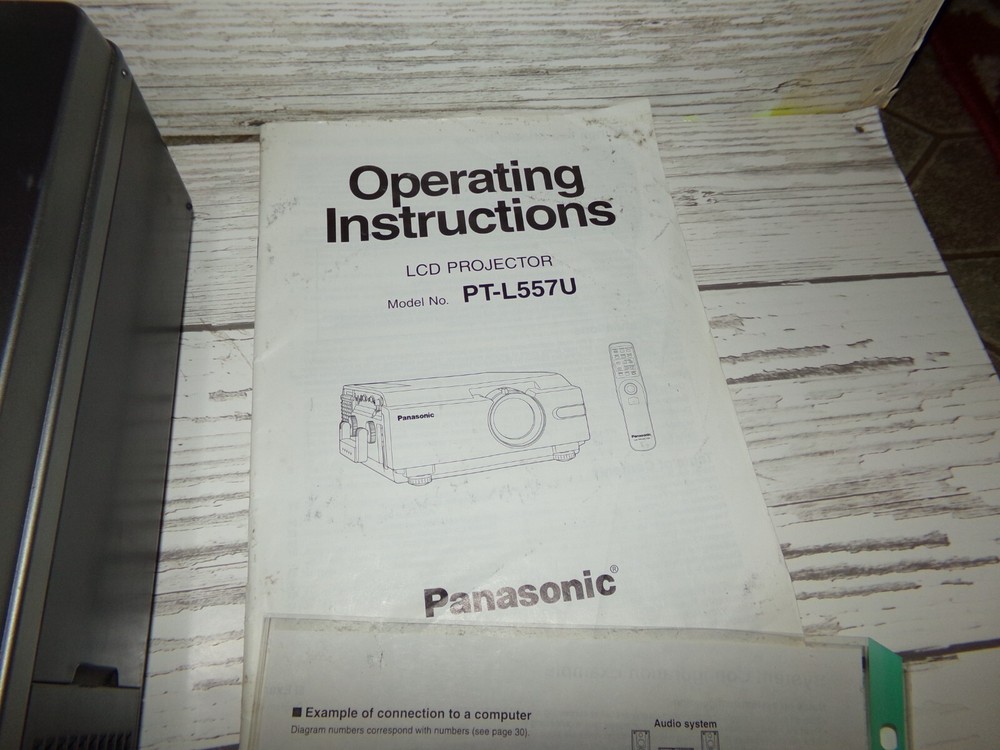 Operating
Instructions
LCD PROJECTOR
Model No. PT-L557U
Panasonic
Panasonic
Panasonic®
■ Example of connection to a computer
Diagram numbers correspond with numbers (see page 30).
Audio system